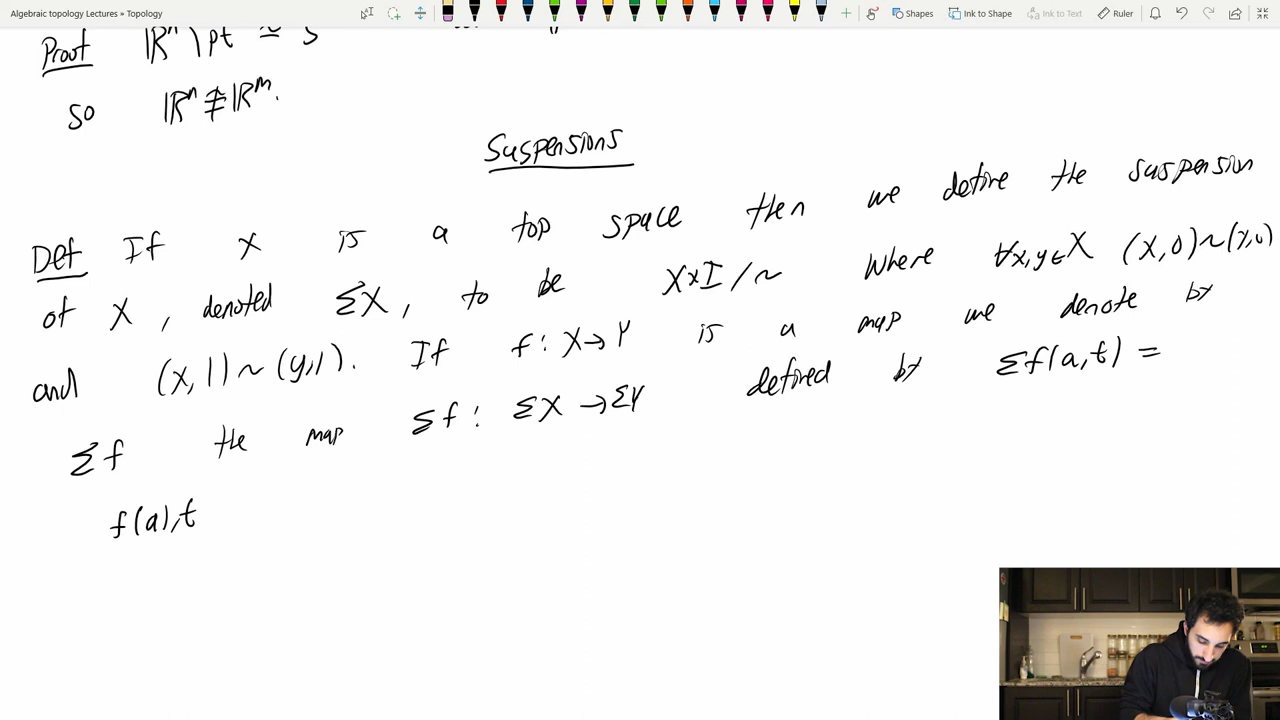 Algebraic topology Lectures » Topology
Shapes Ink to Shape Ink to Text Ruler
Proof ℝⁿ \ pt ≃ S
so ℝⁿ ≇ ℝᵐ.
Suspensions
Def If X is a top space then we define the suspension
of X, denoted ΣX, to be X×I/~ where ∀x,y∈X (x,0)~(y,0)
and (x,1)~(y,1). If f: X→Y is a map we denote by
Σf the map Σf: ΣX→ΣY defined by Σf(a,t) =
f(a),t